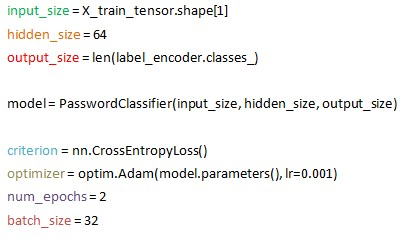 input_size = X_train_tensor.shape[1]
hidden_size = 64
output_size = len(label_encoder.classes_)
model = PasswordClassifier(input_size, hidden_size, output_size)
criterion = nn.CrossEntropyLoss()
optimizer = optim.Adam(model.parameters(), lr=0.001)
num_epochs = 2
batch_size = 32